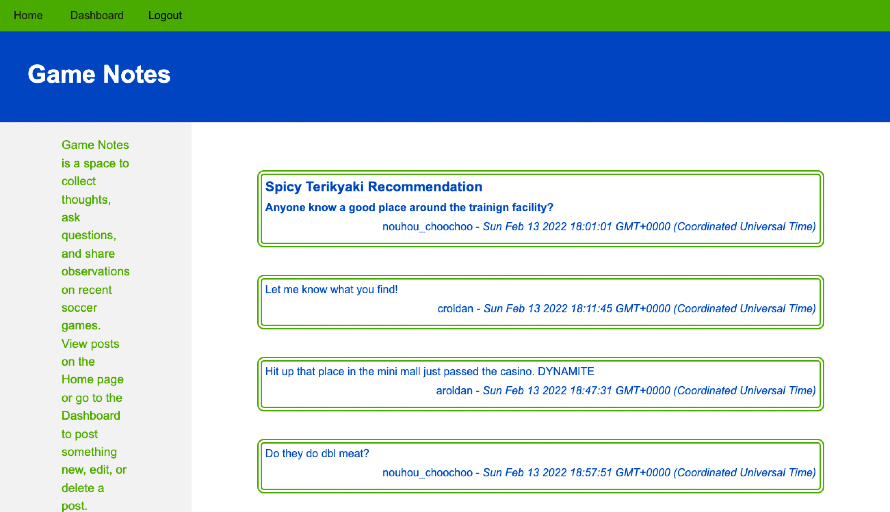 Home Dashboard Logout
Game Notes
Game Notes
is a space to
collect
thoughts,
ask
questions,
and share
observations
on recent
soccer
games.
View posts
on the
Home page
or go to the
Dashboard
to post
something
new, edit, or
delete a
post.
Spicy Terikyaki Recommendation
Anyone know a good place around the trainign facility?
nouhou_choochoo - Sun Feb 13 2022 18:01:01 GMT+0000 (Coordinated Universal Time)
Let me know what you find!
croldan - Sun Feb 13 2022 18:11:45 GMT+0000 (Coordinated Universal Time)
Hit up that place in the mini mall just passed the casino. DYNAMITE
aroldan - Sun Feb 13 2022 18:47:31 GMT+0000 (Coordinated Universal Time)
Do they do dbl meat?
nouhou_choochoo - Sun Feb 13 2022 18:57:51 GMT+0000 (Coordinated Universal Time)